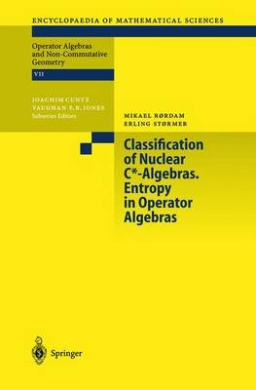 ENCYCLOPAEDIA OF MATHEMATICAL SCIENCES
Operator Algebras
and Non-Commutative
Geometry
VII
JOACHIM CUNTZ
VAUGHAN F.R. JONES
Subseries Editors
MIKAEL RØRDAM
ERLING STØRMER
Classification
of Nuclear
C*-Algebras.
Entropy
in Operator
Algebras
Springer